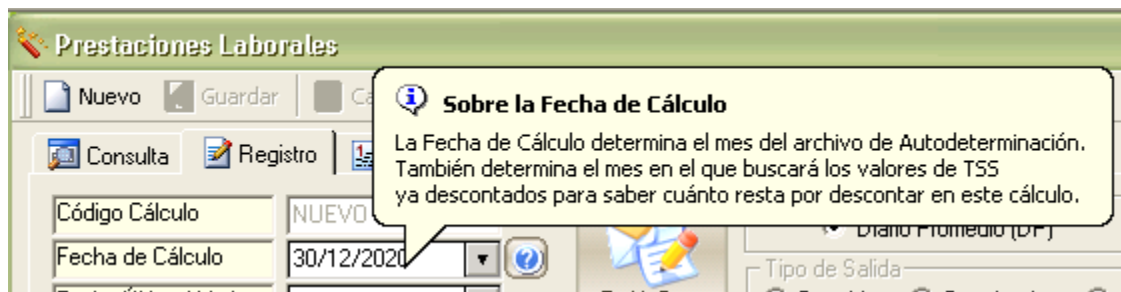 Prestaciones Laborales
Nuevo Guardar
Sobre la Fecha de Cálculo
La Fecha de Cálculo determina el mes del archivo de Autodeterminación.
También determina el mes en el que buscará los valores de TSS
ya descontados para saber cuánto resta por descontar en este cálculo.
Consulta Registro
Código Cálculo NUEVO
Diario Promedio (DP)
Fecha de Cálculo 30/12/2020
Tipo de Salida